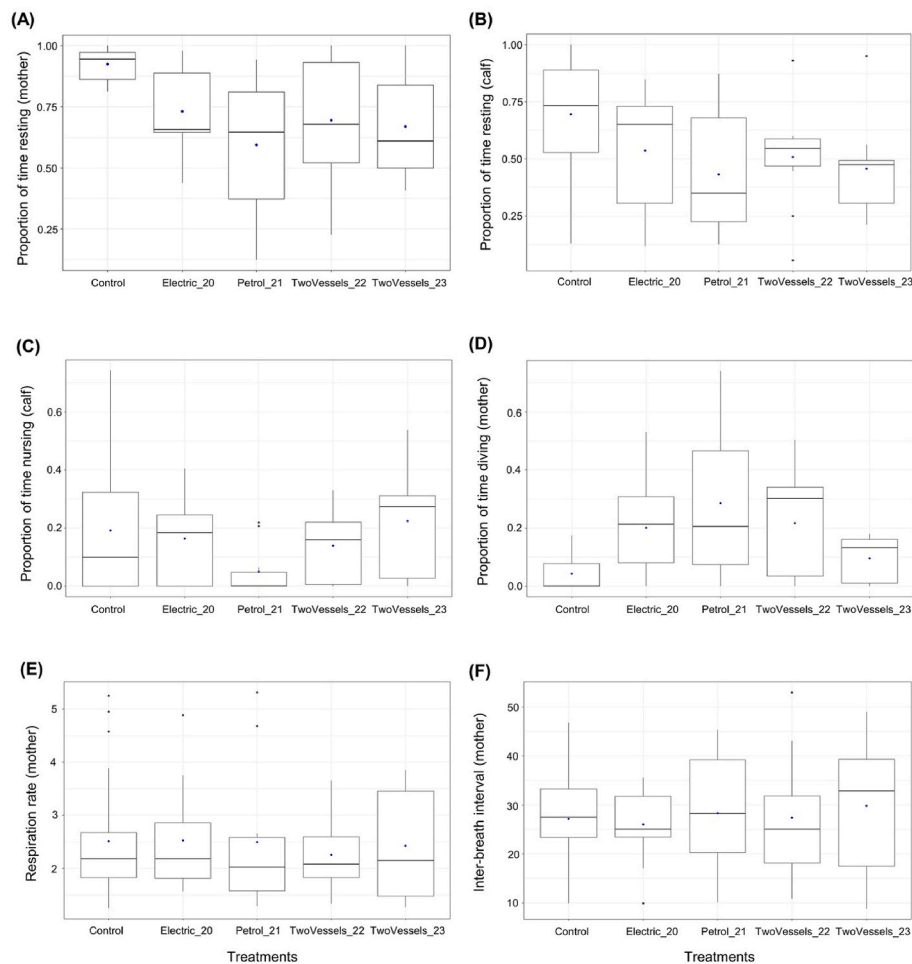 (A)
Proportion of time resting (mother)
1.00
0.75
0.50
0.25
Control Electric_20 Petrol_21 TwoVessels_22 TwoVessels_23
(B)
Proportion of time resting (calf)
1.00
0.75
0.50
0.25
Control Electric_20 Petrol_21 TwoVessels_22 TwoVessels_23
(C)
Proportion of time nursing (calf)
0.6
0.4
0.2
0.0
Control Electric_20 Petrol_21 TwoVessels_22 TwoVessels_23
(D)
Proportion of time diving (mother)
0.6
0.4
0.2
0.0
Control Electric_20 Petrol_21 TwoVessels_22 TwoVessels_23
(E)
Respiration rate (mother)
5
4
3
2
Control Electric_20 Petrol_21 TwoVessels_22 TwoVessels_23
Treatments
(F)
Inter-breath interval (mother)
50
40
30
20
10
Control Electric_20 Petrol_21 TwoVessels_22 TwoVessels_23
Treatments